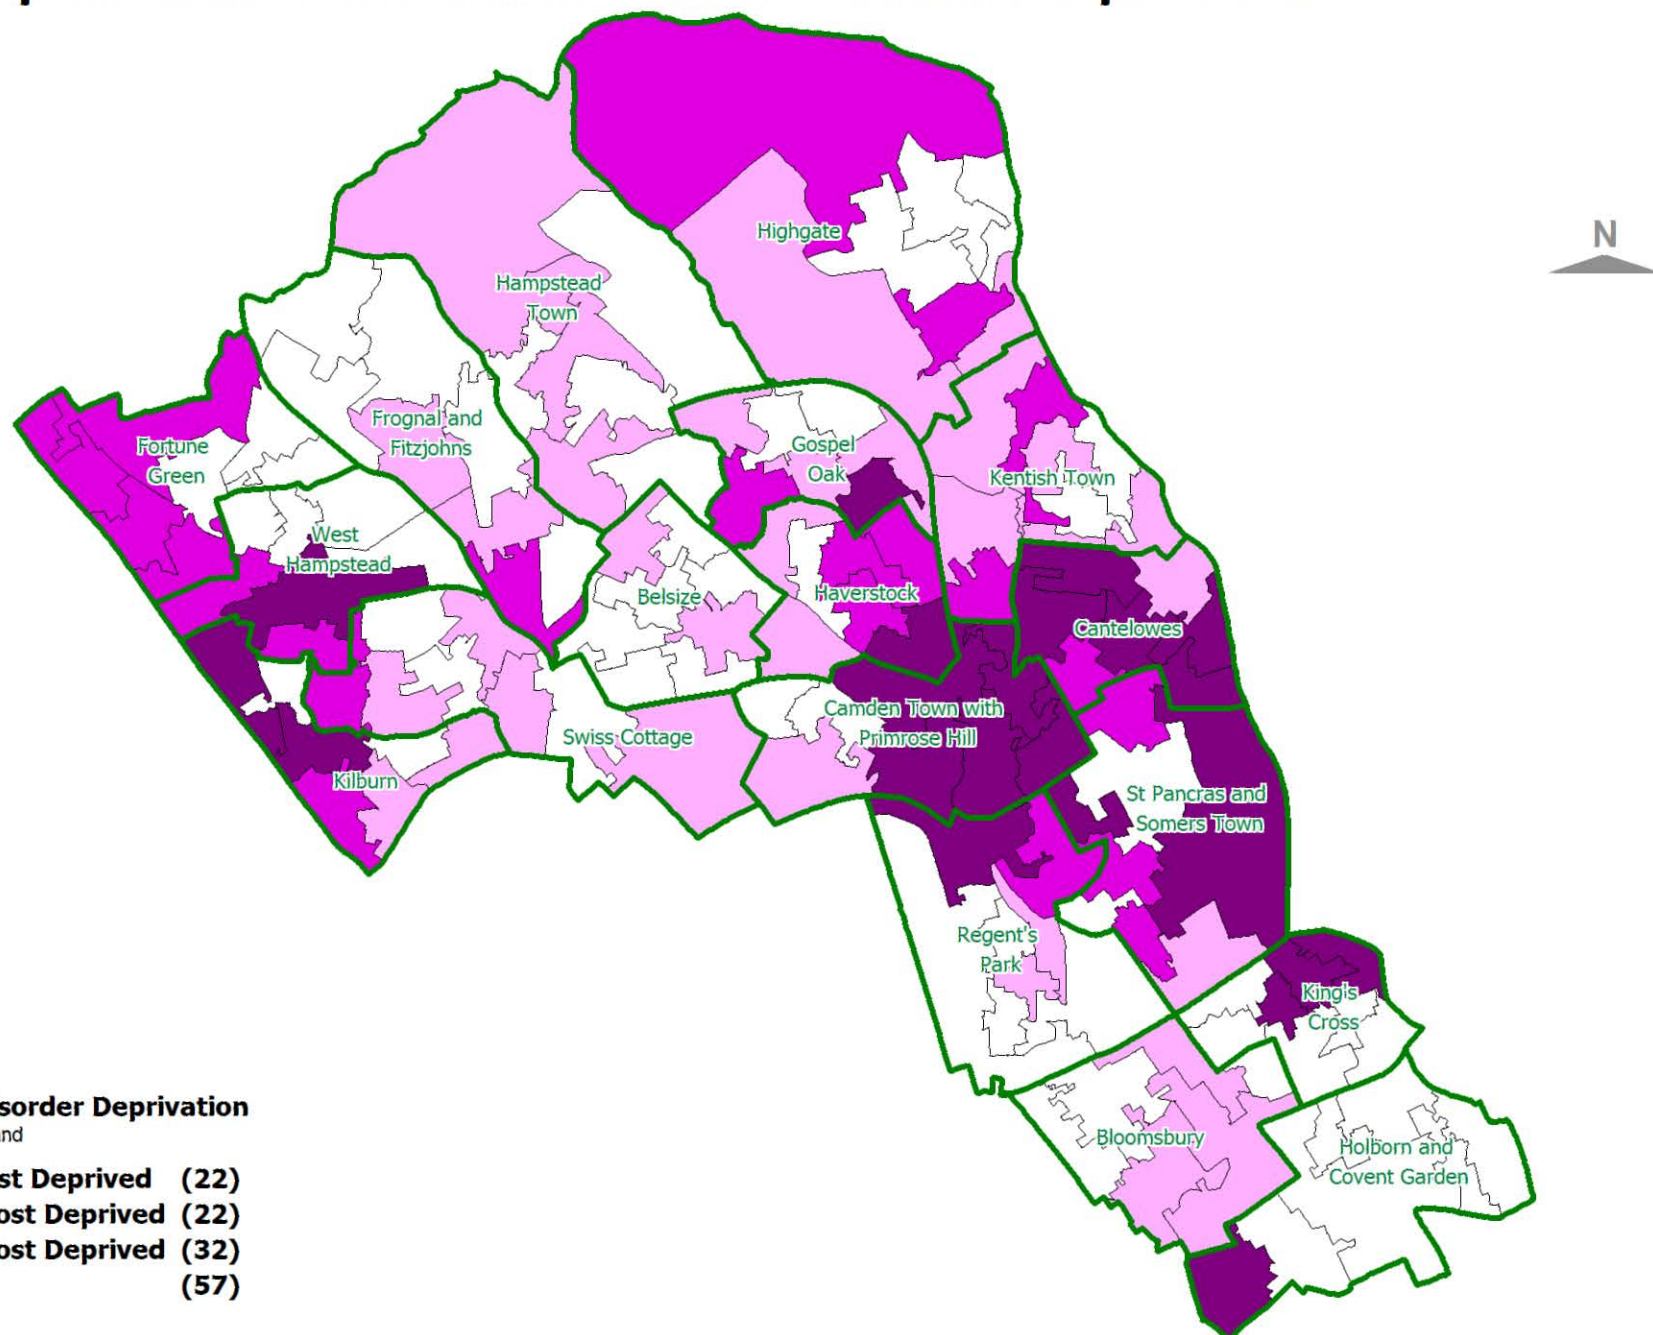 N
Highgate
Hampstead
Town
Frognal and
Fitzjohns
Gospel
Oak
Fortune
Green
Kentish Town
West
Hampstead
Belsize
Haverstock
Cantelowes
Camden Town with
Primrose Hill
Swiss Cottage
Kilburn
St Pancras and
Somers Town
Regent's
Park
King's
Cross
Bloomsbury
Holborn and
Covent Garden
sorder Deprivation
nd
st Deprived (22)
ost Deprived (22)
ost Deprived (32)
(57)